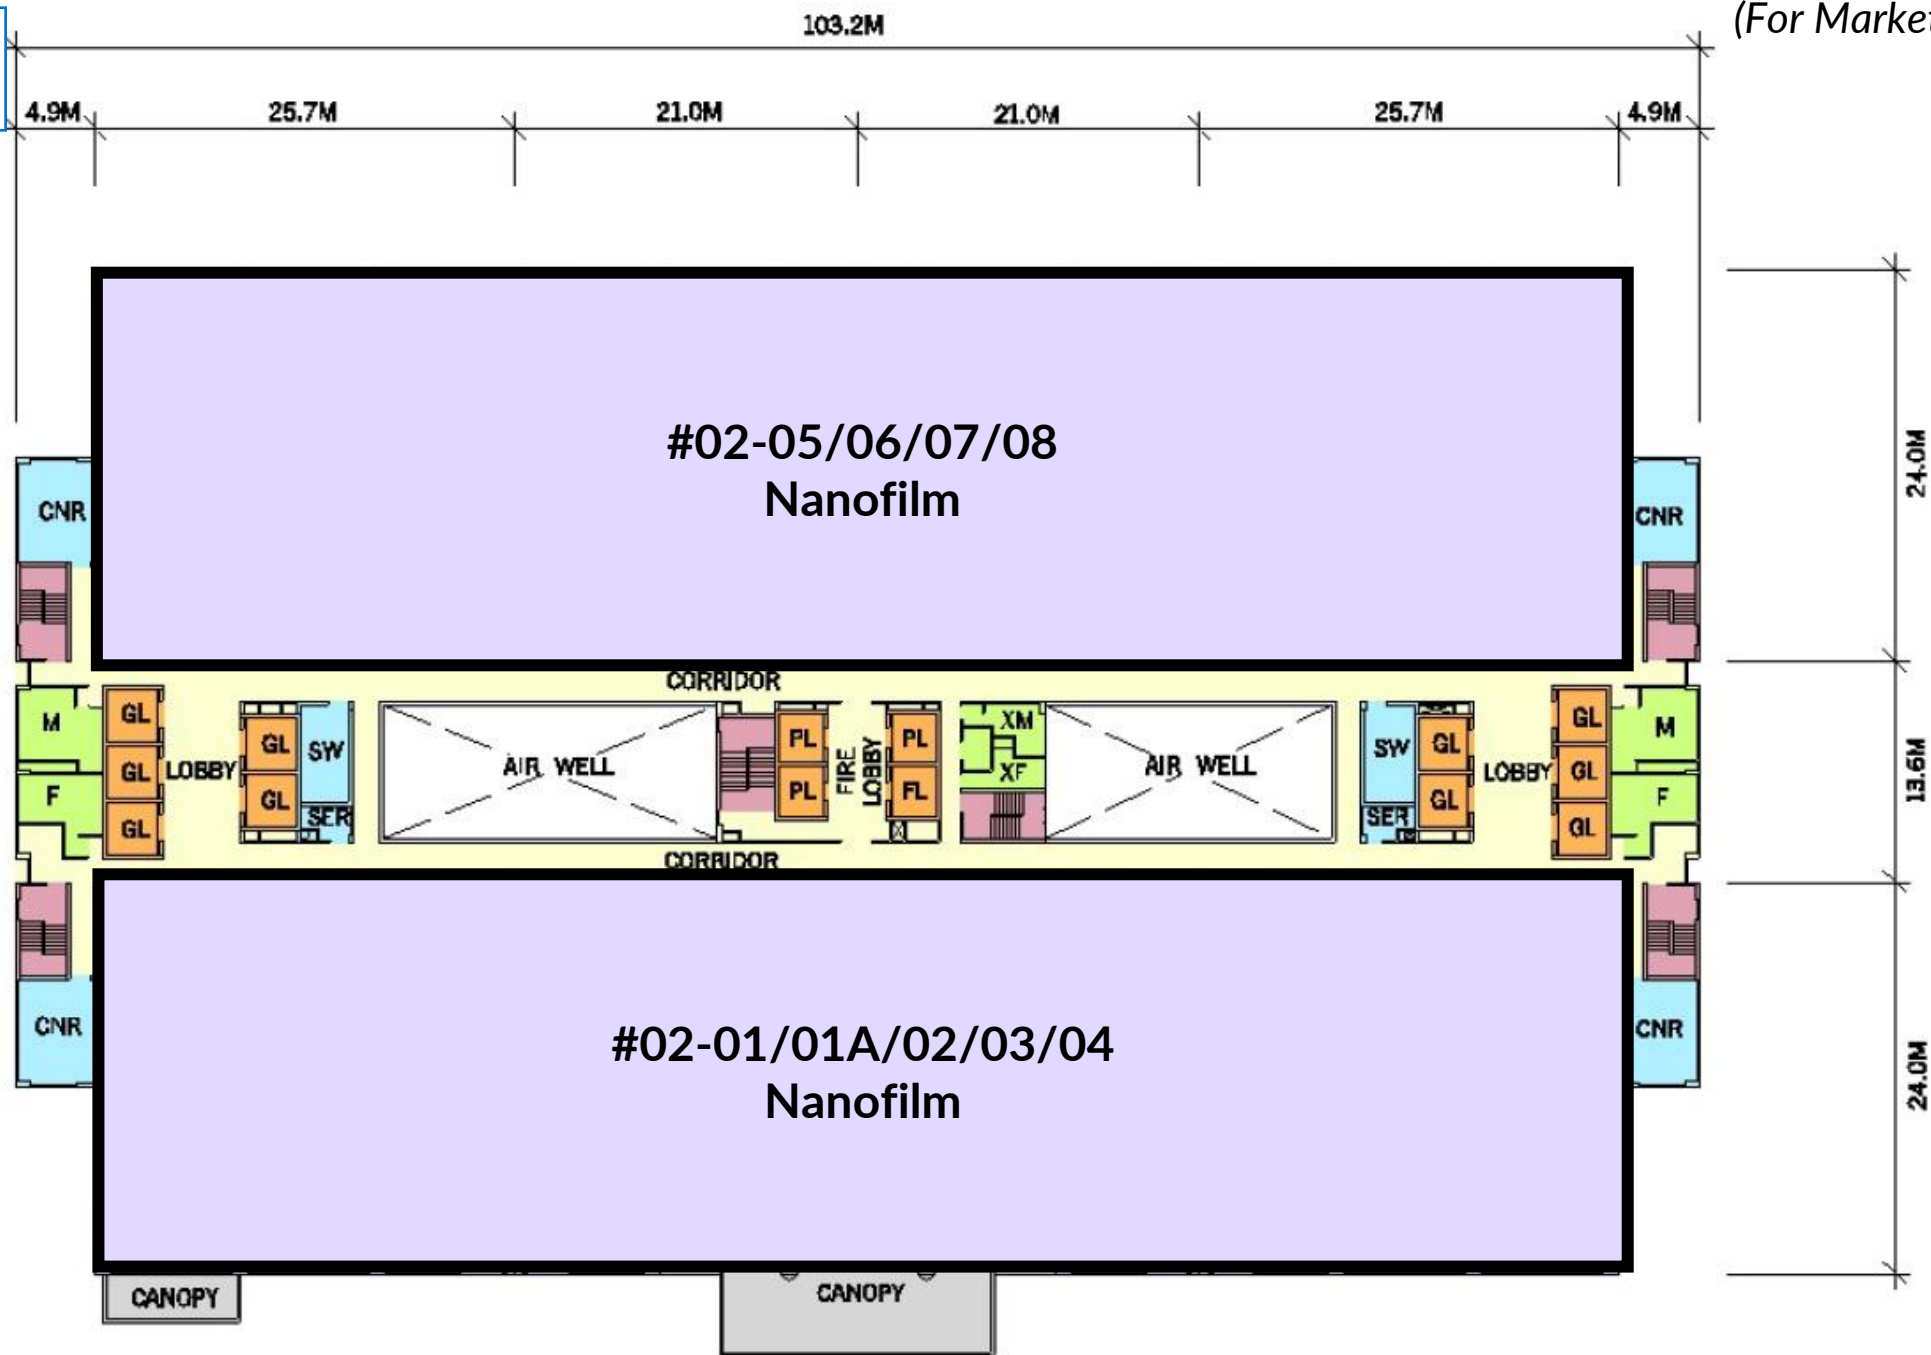 103.2M
(For Market
4.9M
25.7M
21.0M
21.0M
25.7M
4.9M
#02-05/06/07/08
Nanofilm
24.0M
CNR
CNR
CORRIDOR
M
GL
GL
SW
PL
FIRE
LOBBY
PL
XM
SW
GL
GL
M
GL
LOBBY
AIR WELL
AIR WELL
LOBBY
GL
13.6M
F
GL
PL
FL
XF
GL
F
GL
SER
SER
GL
CORRIDOR
CNR
CNR
#02-01/01A/02/03/04
Nanofilm
24.0M
CANOPY
CANOPY